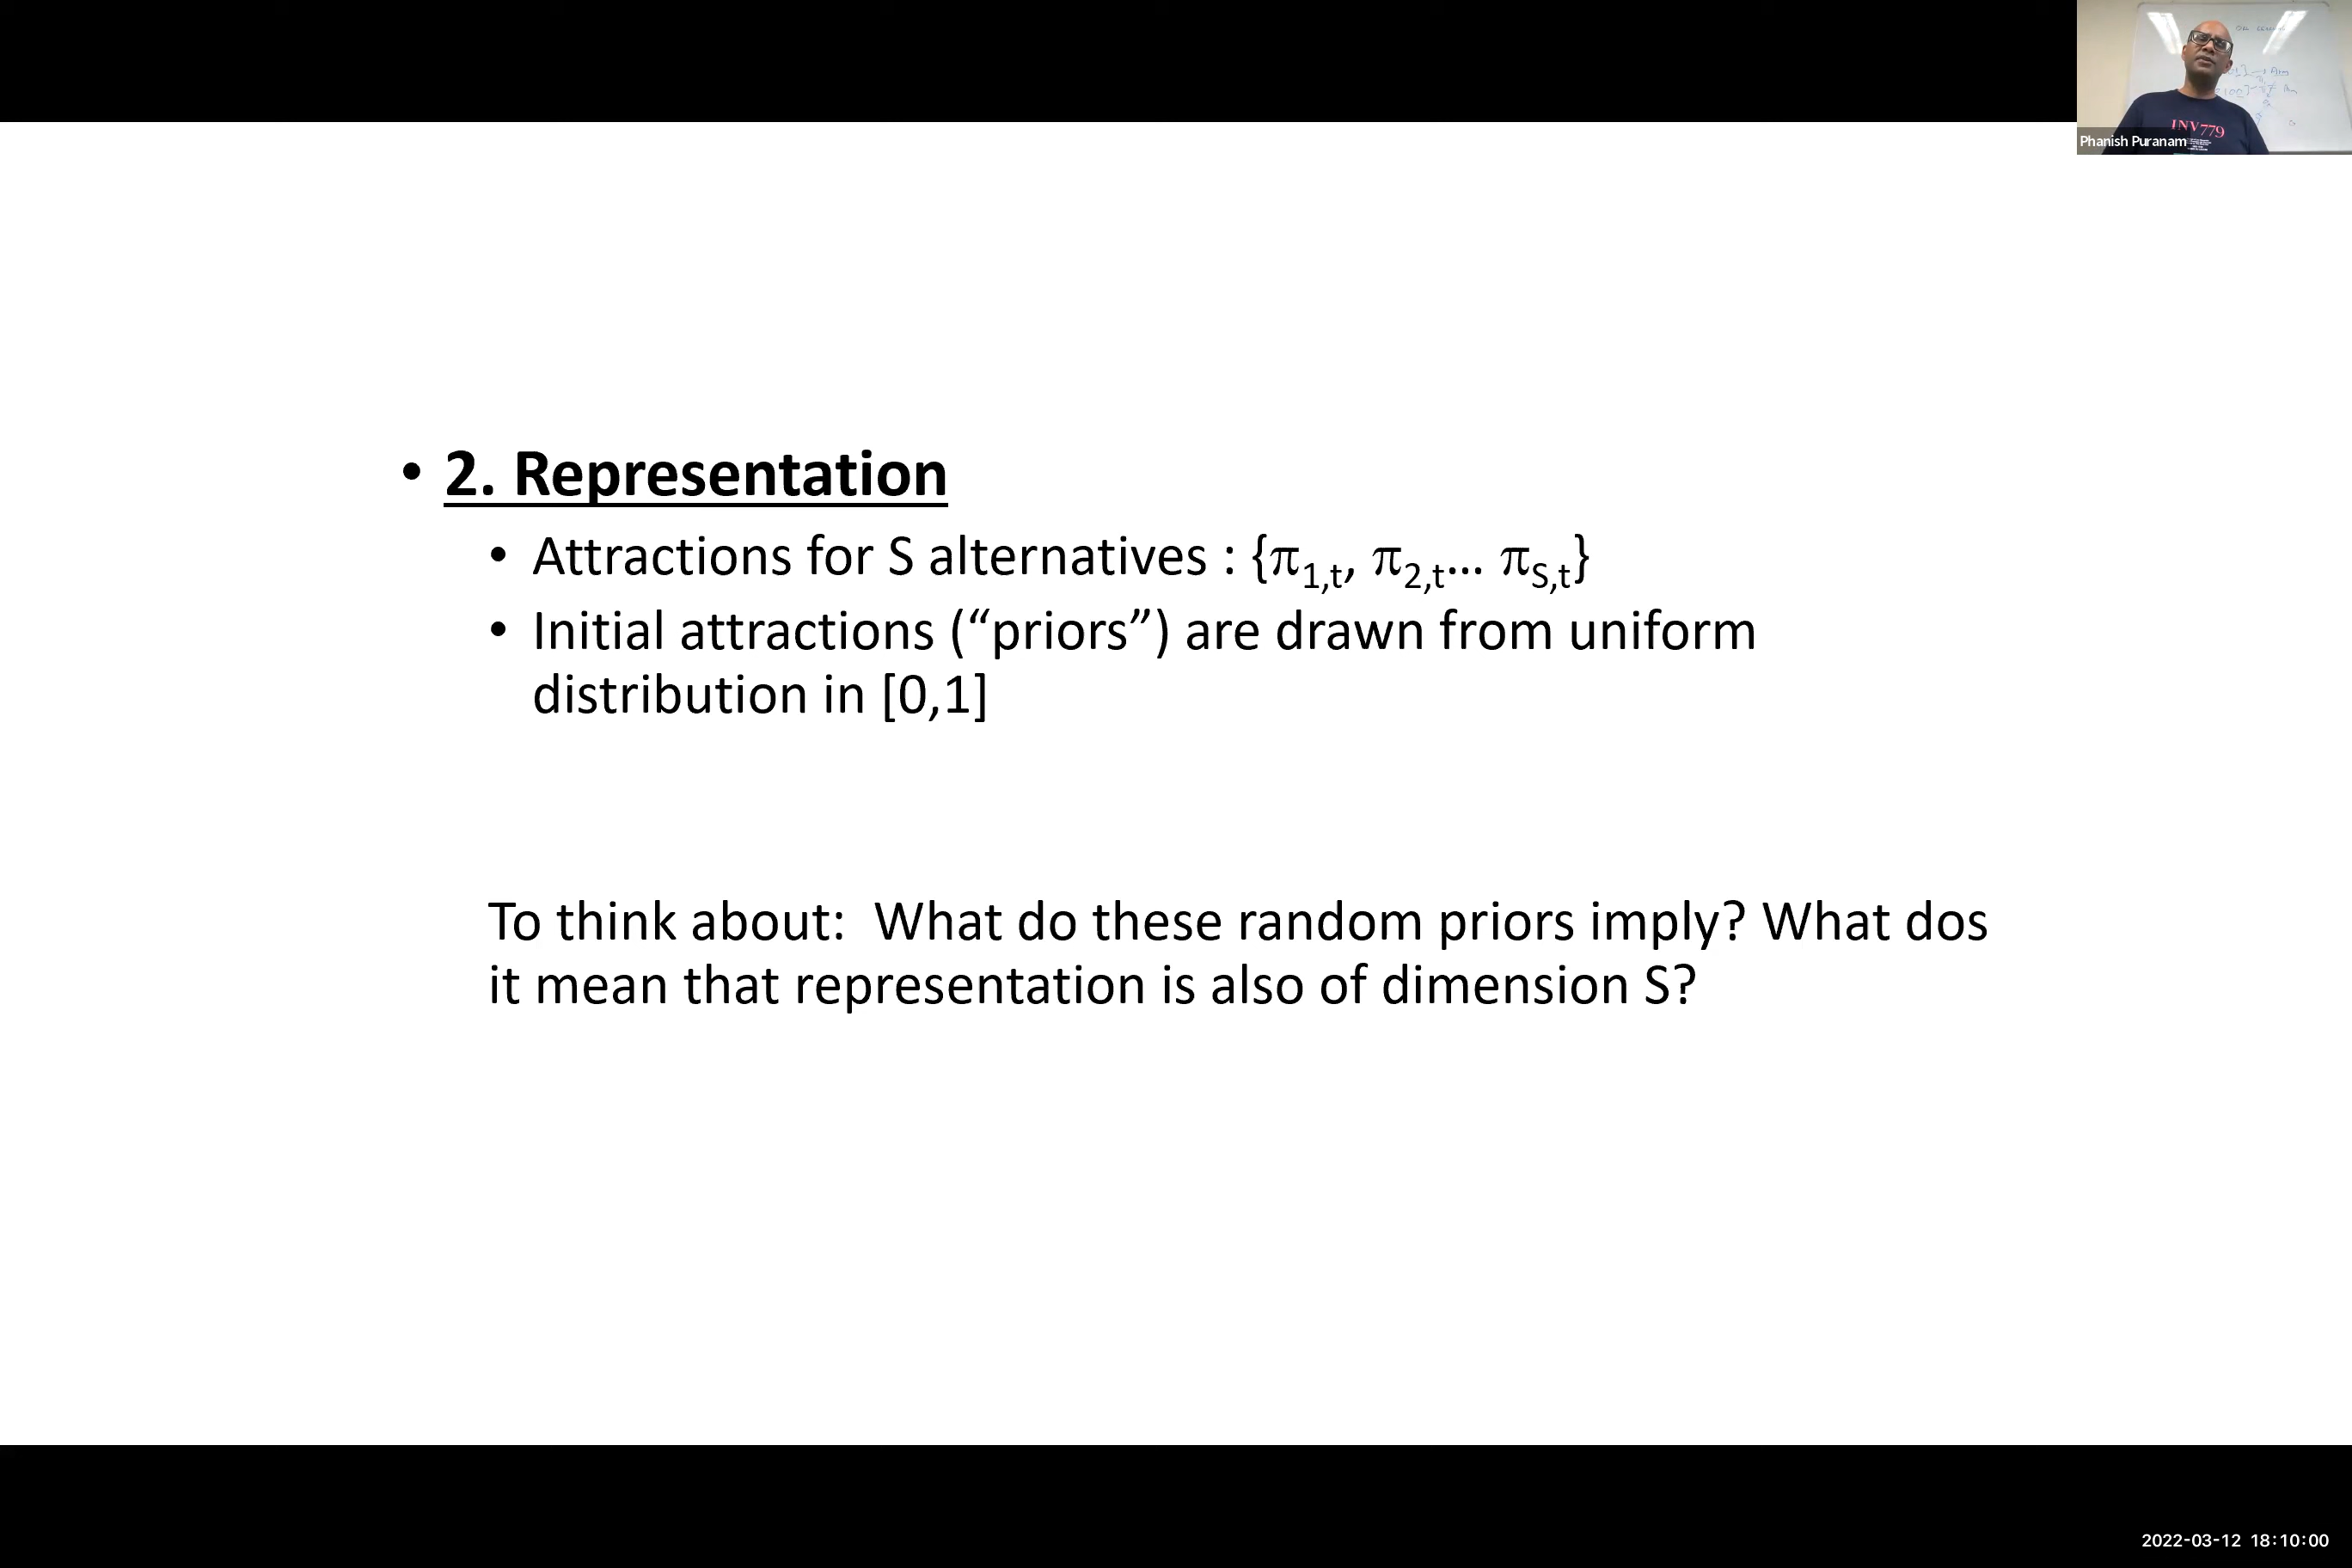 INV779
Phanish Puranam
• 2. Representation
• Attractions for S alternatives : {π1,t, π2,t... πS,t}
• Initial attractions (“priors”) are drawn from uniform
distribution in [0,1]
To think about:  What do these random priors imply? What dos
it mean that representation is also of dimension S?
2022-03-12 18:10:00